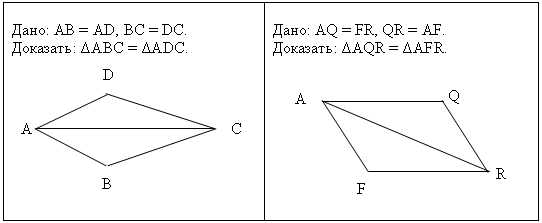 Дано: AB = AD, BC = DC.
Доказать: ΔABC = ΔADC.
D
A
C
B
Дано: AQ = FR, QR = AF.
Доказать: ΔAQR = ΔAFR.
A
Q
F
R